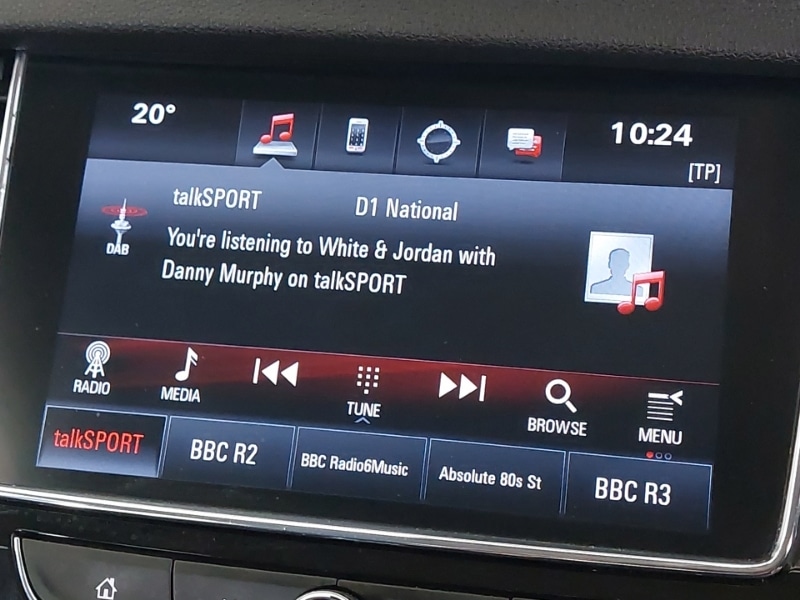 20°
10:24
[TP]
talkSPORT
D1 National
DAB
You're listening to White & Jordan with
Danny Murphy on talkSPORT
RADIO
MEDIA
TUNE
BROWSE
MENU
talkSPORT
BBC R2
BBC Radio6Music
Absolute 80s St
BBC R3